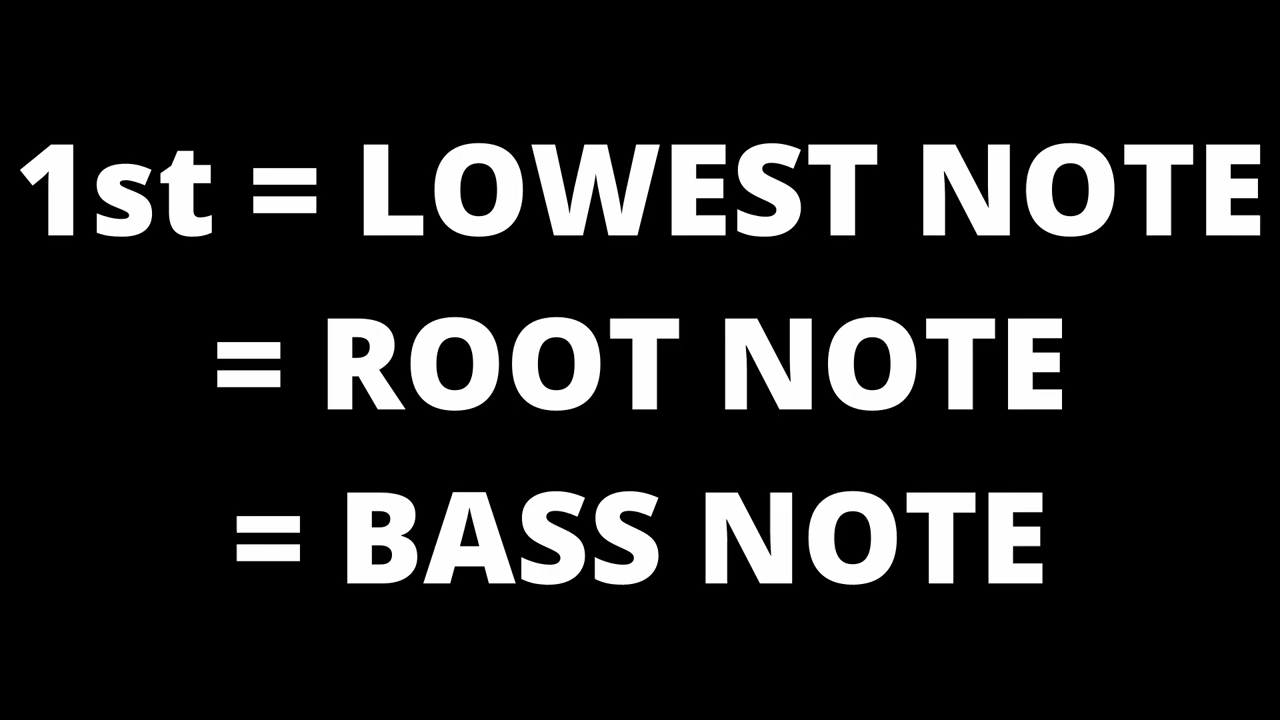 1st = LOWEST NOTE
= ROOT NOTE
= BASS NOTE